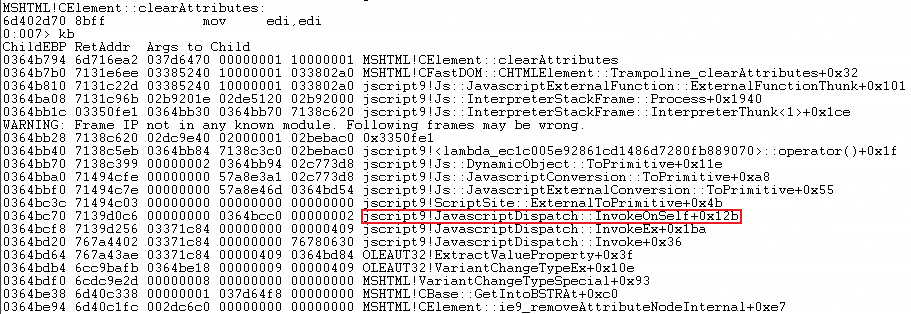 MSHTML!CElement::clearAttributes:
6d402d70 8bff mov edi,edi
0:007> kb
ChildEBP RetAddr Args to Child
0364b794 6d716ea2 037d6470 00000001 10000001 MSHTML!CElement::clearAttributes
0364b7b0 7131e6ee 03385240 10000001 033802a0 MSHTML!CFastDOM::CHTMLElement::Trampoline_clearAttributes+0x32
0364b810 7131c22d 03385240 10000001 033802a0 jscript9!Js::JavascriptExternalFunction::ExternalFunctionThunk+0x101
0364ba08 7131c96b 02b9201e 02de5120 02b92000 jscript9!Js::InterpreterStackFrame::Process+0x1940
0364bb1c 03350fe1 0364bb30 0364bb70 7138c620 jscript9!Js::InterpreterStackFrame::InterpreterThunk<1>+0x1ce
WARNING: Frame IP not in any known module. Following frames may be wrong.
0364bb28 7138c620 02dc9e40 02000001 02bebac0 0x3350fe1
0364bb40 7138c5eb 0364bb84 7138c3c0 02bebac0 jscript9!<lambda_ec1c005e92861cd1486d7280fb889070>::operator()+0x1f
0364bb70 7138c399 00000002 0364bb94 02c773d8 jscript9!Js::DynamicObject::ToPrimitive+0x11e
0364bba0 71494cfe 00000000 57a8e3a1 02c773d8 jscript9!Js::JavascriptConversion::ToPrimitive+0xa8
0364bbf0 71494c7e 00000000 57a8e46d 0364bd54 jscript9!Js::JavascriptExternalConversion::ToPrimitive+0x55
0364bc3c 71494c03 00000000 00000000 00000000 jscript9!ScriptSite::ExternalToPrimitive+0x4b
0364bc70 7139d0c6 00000000 0364bcc0 00000002 jscript9!JavascriptDispatch::InvokeOnSelf+0x12b
0364bcf8 7139d256 03371c84 00000000 00000409 jscript9!JavascriptDispatch::InvokeEx+0x1ba
0364bd20 767a4402 03371c84 00000000 76780630 jscript9!JavascriptDispatch::Invoke+0x36
0364bd64 767a43ae 03371c84 00000409 0364bd84 OLEAUT32!ExtractValueProperty+0x3f
0364bdb4 6cc9bafb 0364be18 00000009 00000409 OLEAUT32!VariantChangeTypeEx+0x10e
0364bdf0 6cdc9e2d 00000008 00000000 00000000 MSHTML!VariantChangeTypeSpecial+0x93
0364be38 6d40c338 00000001 037d64f8 00000000 MSHTML!CBase::GetIntoBSTRAt+0xc0
0364be94 6d40c1fc 002dc6c0 00000000 00000000 MSHTML!CElement::ie9_removeAttributeNodeInternal+0xe7